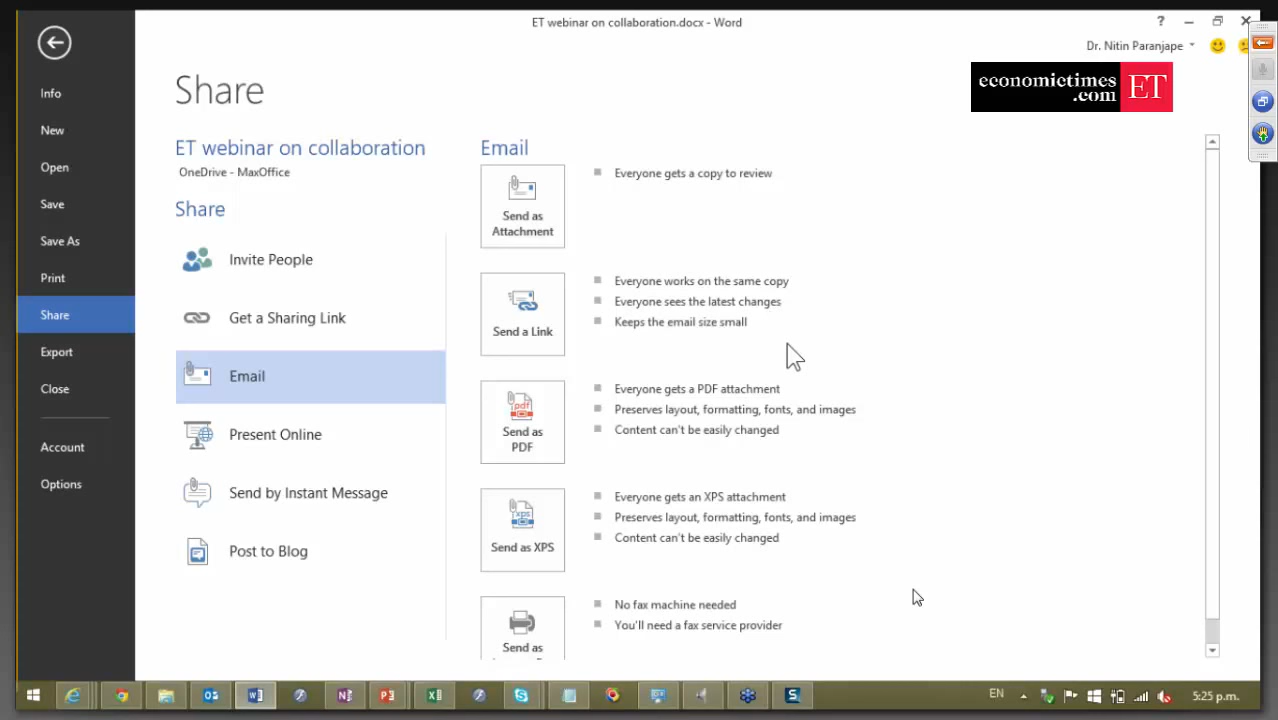 ET webinar on collaboration.docx - Word
?
Dr. Nitin Paranjape
economictimes
.com
ET
Info
New
Open
Save
Save As
Print
Share
Export
Close
Account
Options
Share
ET webinar on collaboration
OneDrive - MaxOffice
Share
Invite People
Get a Sharing Link
Email
Present Online
Send by Instant Message
Post to Blog
Email
Send as
Attachment
Everyone gets a copy to review
Send a Link
Everyone works on the same copy
Everyone sees the latest changes
Keeps the email size small
pdf
Send as
PDF
Everyone gets a PDF attachment
Preserves layout, formatting, fonts, and images
Content can't be easily changed
xps
Send as XPS
Everyone gets an XPS attachment
Preserves layout, formatting, fonts, and images
Content can't be easily changed
Send as
No fax machine needed
You'll need a fax service provider
EN
5:25 p.m.